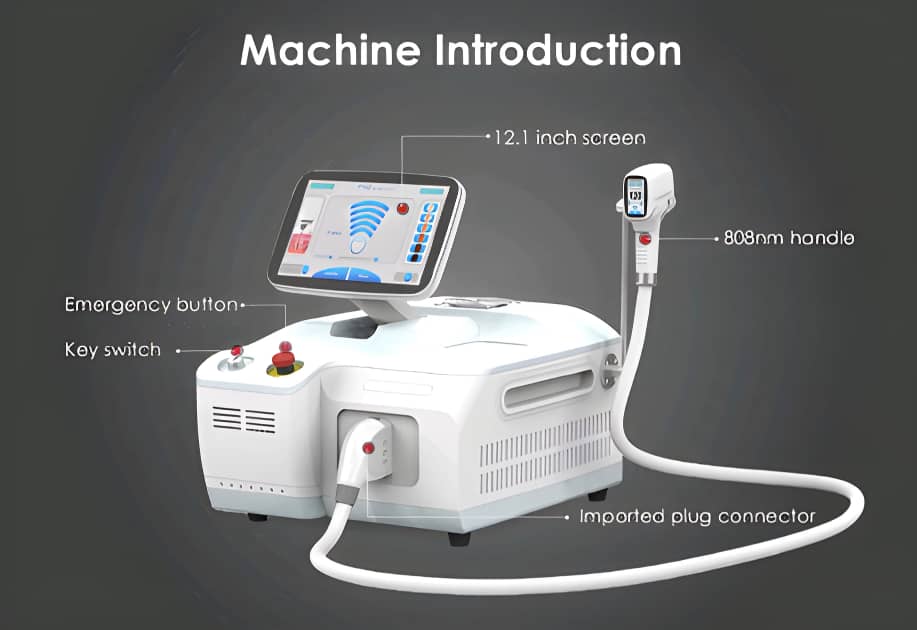 Machine Introduction
12.1 inch screen
808nm handle
Emergency button
Key switch
Imported plug connector